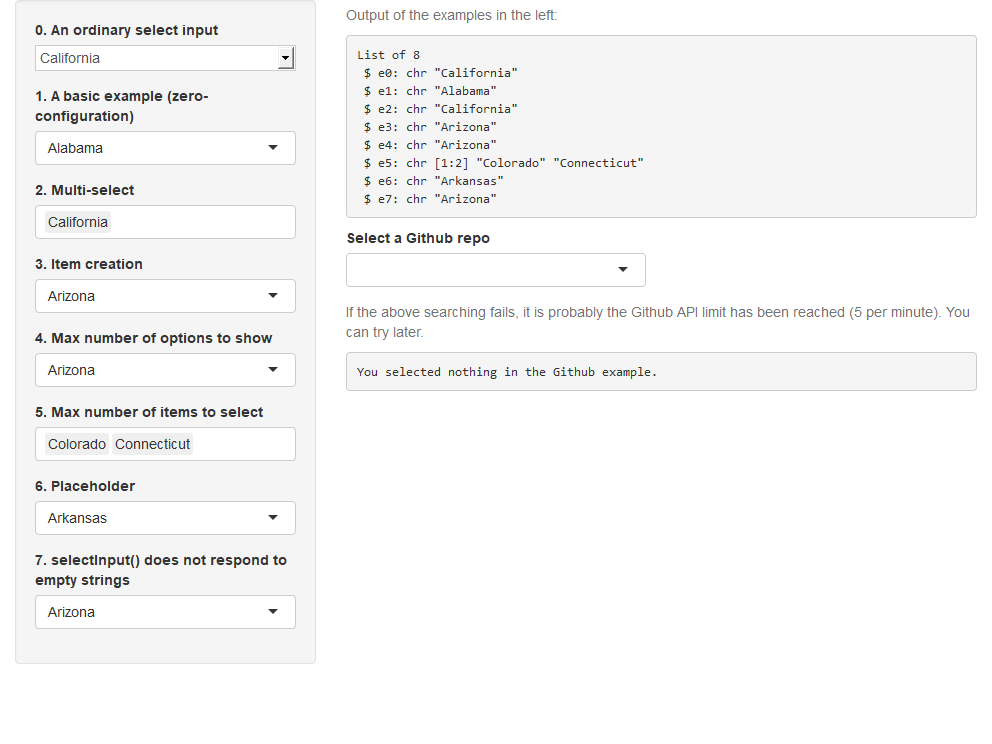 0. An ordinary select input
California
1. A basic example (zero-
configuration)
Alabama
2. Multi-select
California
3. Item creation
Arizona
4. Max number of options to show
Arizona
5. Max number of items to select
Colorado Connecticut
6. Placeholder
Arkansas
7. selectInput() does not respond to
empty strings
Arizona
Output of the examples in the left:
List of 8
 $ e0: chr "California"
 $ e1: chr "Alabama"
 $ e2: chr "California"
 $ e3: chr "Arizona"
 $ e4: chr "Arizona"
 $ e5: chr [1:2] "Colorado" "Connecticut"
 $ e6: chr "Arkansas"
 $ e7: chr "Arizona"
Select a Github repo
If the above searching fails, it is probably the Github API limit has been reached (5 per minute). You
can try later.
You selected nothing in the Github example.